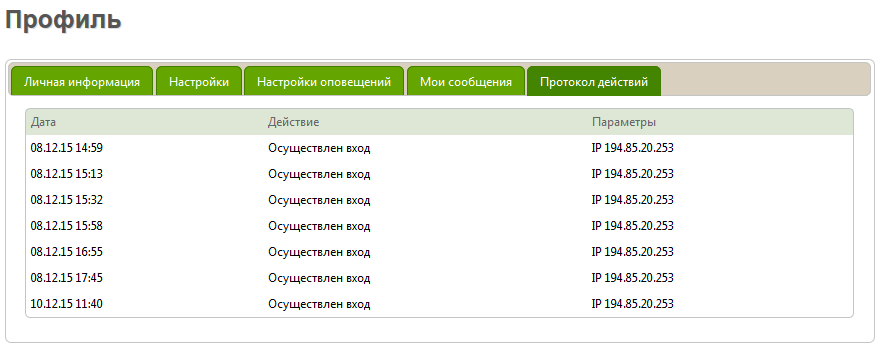 Профиль
Личная информация Настройки Настройки оповещений Мои сообщения Протокол действий
Дата Действие Параметры
08.12.15 14:59 Осуществлен вход IP 194.85.20.253
08.12.15 15:13 Осуществлен вход IP 194.85.20.253
08.12.15 15:32 Осуществлен вход IP 194.85.20.253
08.12.15 15:58 Осуществлен вход IP 194.85.20.253
08.12.15 16:55 Осуществлен вход IP 194.85.20.253
08.12.15 17:45 Осуществлен вход IP 194.85.20.253
10.12.15 11:40 Осуществлен вход IP 194.85.20.253